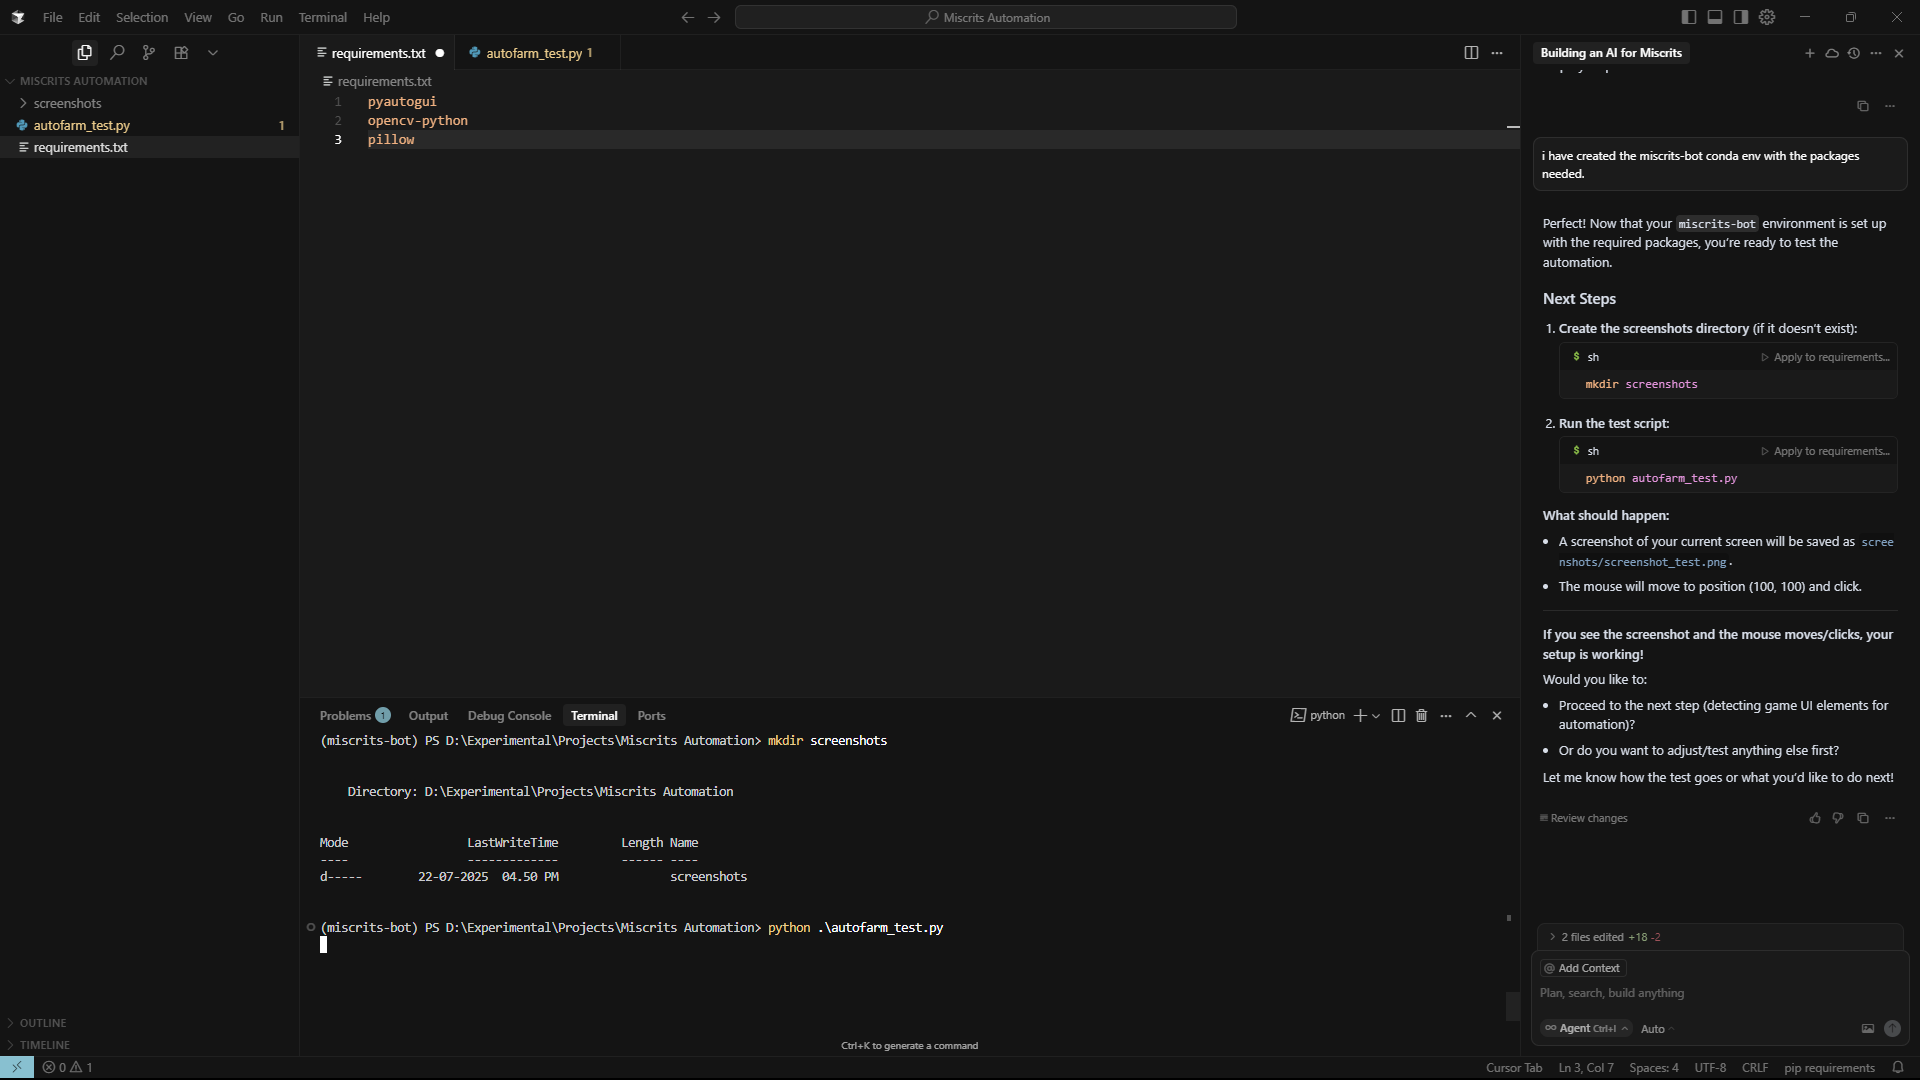 File Edit Selection View Go Run Terminal Help
Miscrits Automation
MISCRITS AUTOMATION
screenshots
autofarm_test.py 1
requirements.txt
OUTLINE
TIMELINE
requirements.txt
autofarm_test.py 1
requirements.txt
1 pyautogui
2 opencv-python
3 pillow
Problems 1 Output Debug Console Terminal Ports
python
(miscrits-bot) PS D:\Experimental\Projects\Miscrits Automation> mkdir screenshots
Directory: D:\Experimental\Projects\Miscrits Automation
Mode LastWriteTime Length Name
---- ------------- ------ ----
d----- 22-07-2025 04.50 PM screenshots
(miscrits-bot) PS D:\Experimental\Projects\Miscrits Automation> python .\autofarm_test.py
Ctrl+K to generate a command
Building an AI for Miscrits
i have created the miscrits-bot conda env with the packages
needed.
Perfect! Now that your miscrits-bot environment is set up
with the required packages, you're ready to test the
automation.
Next Steps
1. Create the screenshots directory (if it doesn't exist):
$ sh Apply to requirements...
mkdir screenshots
2. Run the test script:
$ sh Apply to requirements...
python autofarm_test.py
What should happen:
• A screenshot of your current screen will be saved as scree
nshots/screenshot_test.png.
• The mouse will move to position (100, 100) and click.
If you see the screenshot and the mouse moves/clicks, your
setup is working!
Would you like to:
• Proceed to the next step (detecting game UI elements for
automation)?
• Or do you want to adjust/test anything else first?
Let me know how the test goes or what you'd like to do next!
Review changes
2 files edited +18 -2
@ Add Context
Plan, search, build anything
Agent Ctrl+I Auto
0 1
Cursor Tab Ln 3, Col 7 Spaces: 4 UTF-8 CRLF pip requirements